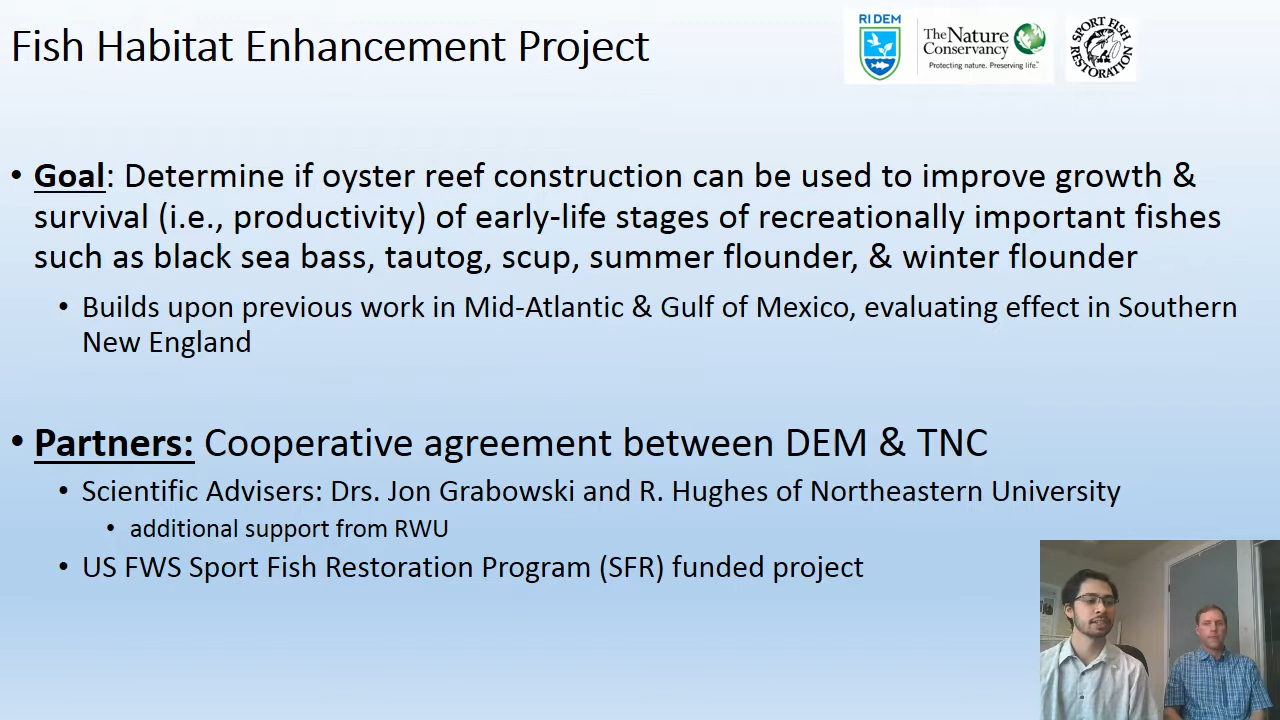 Fish Habitat Enhancement Project
RI DEM
The Nature
Conservancy
Protecting nature. Preserving life.™
SPORT FISH
RESTORATION
• Goal: Determine if oyster reef construction can be used to improve growth &
survival (i.e., productivity) of early-life stages of recreationally important fishes
such as black sea bass, tautog, scup, summer flounder, & winter flounder
• Builds upon previous work in Mid-Atlantic & Gulf of Mexico, evaluating effect in Southern
New England
• Partners: Cooperative agreement between DEM & TNC
• Scientific Advisers: Drs. Jon Grabowski and R. Hughes of Northeastern University
• additional support from RWU
• US FWS Sport Fish Restoration Program (SFR) funded project